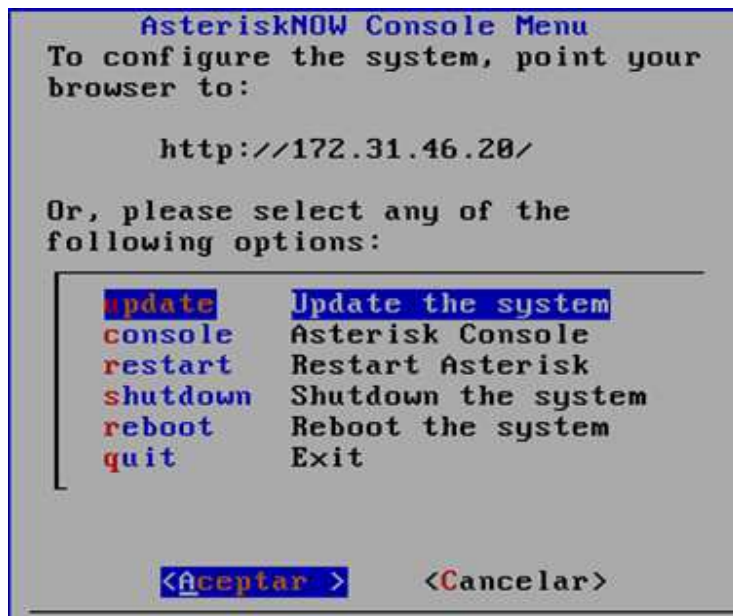 AsteriskNOW Console Menu
To configure the system, point your
browser to:
http://172.31.46.20/
Or, please select any of the
following options:
update Update the system
console Asterisk Console
restart Restart Asterisk
shutdown Shutdown the system
reboot Reboot the system
quit Exit
<Aceptar > <Cancelar>